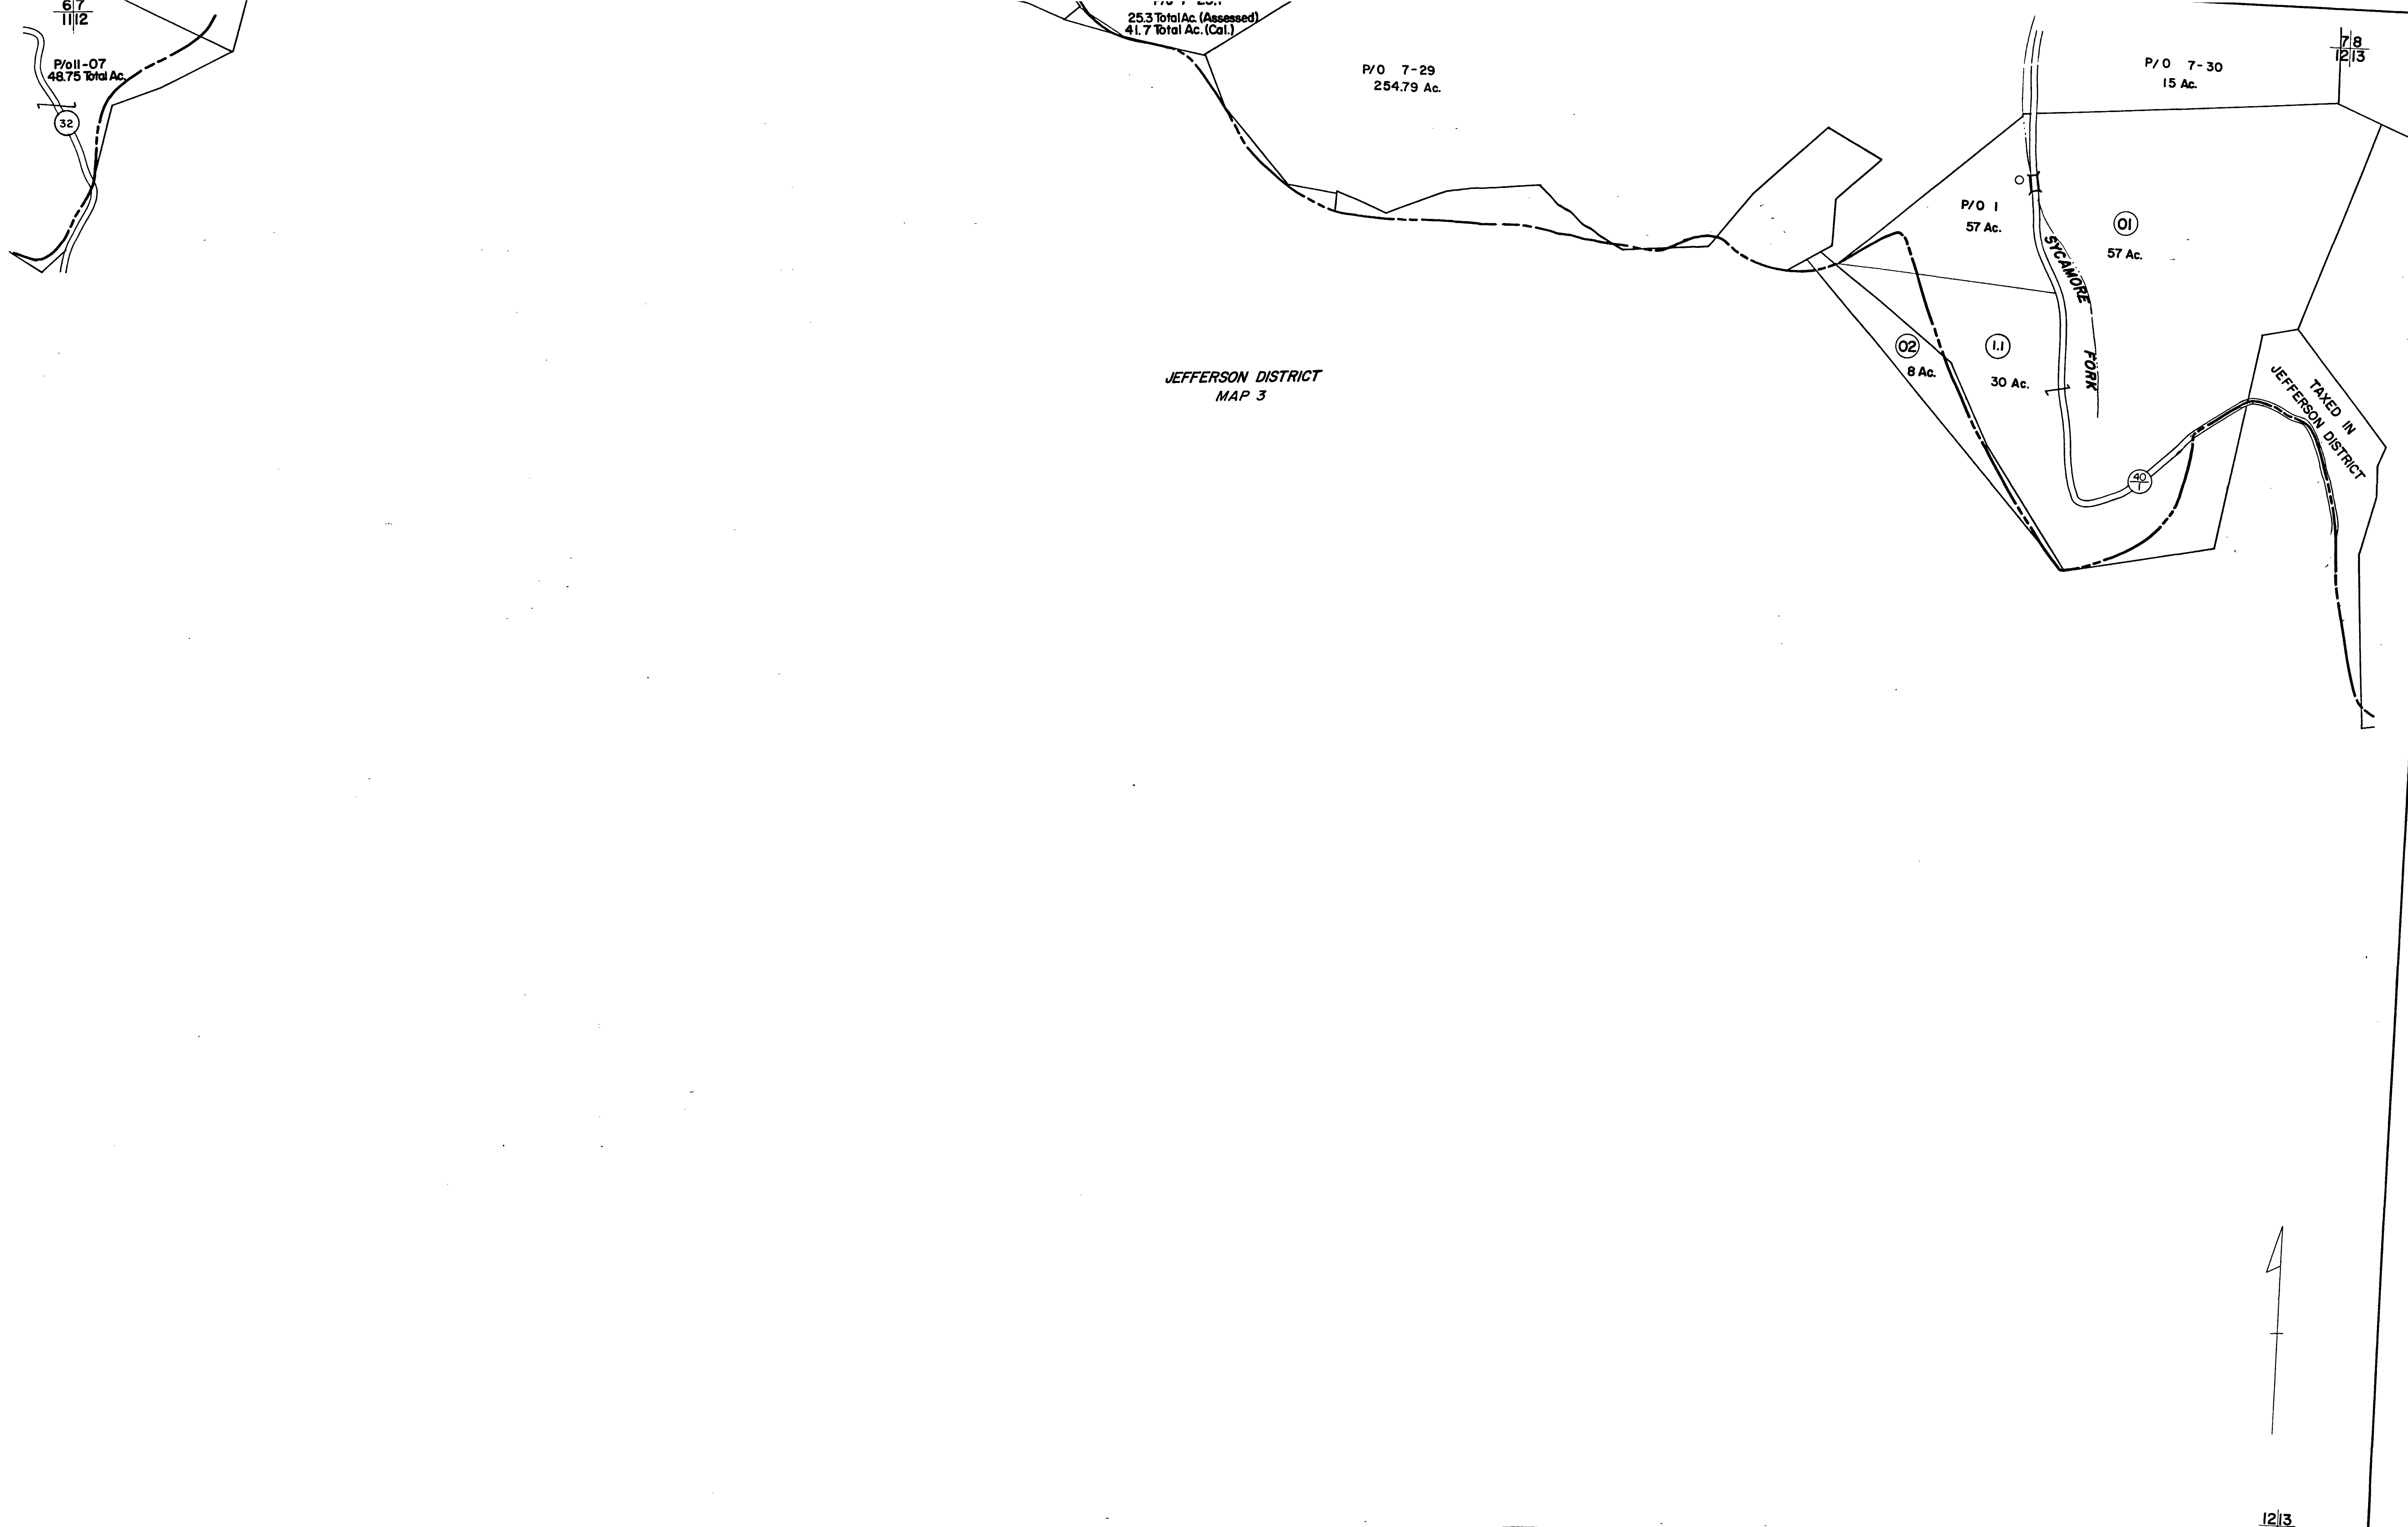 6 7
11 12
P/o 11-07
48.75 Total Ac.
32
25.3 Total Ac. (Assessed)
41.7 Total Ac. (Cal.)
P/O 7-29
254.79 Ac.
P/O 7-30
15 Ac.
7 8
12 13
P/O 1
57 Ac.
01
57 Ac.
SYCAMORE
FORK
02
8 Ac.
1.1
30 Ac.
TAXED IN
JEFFERSON DISTRICT
JEFFERSON DISTRICT
MAP 3
40
1
12 13